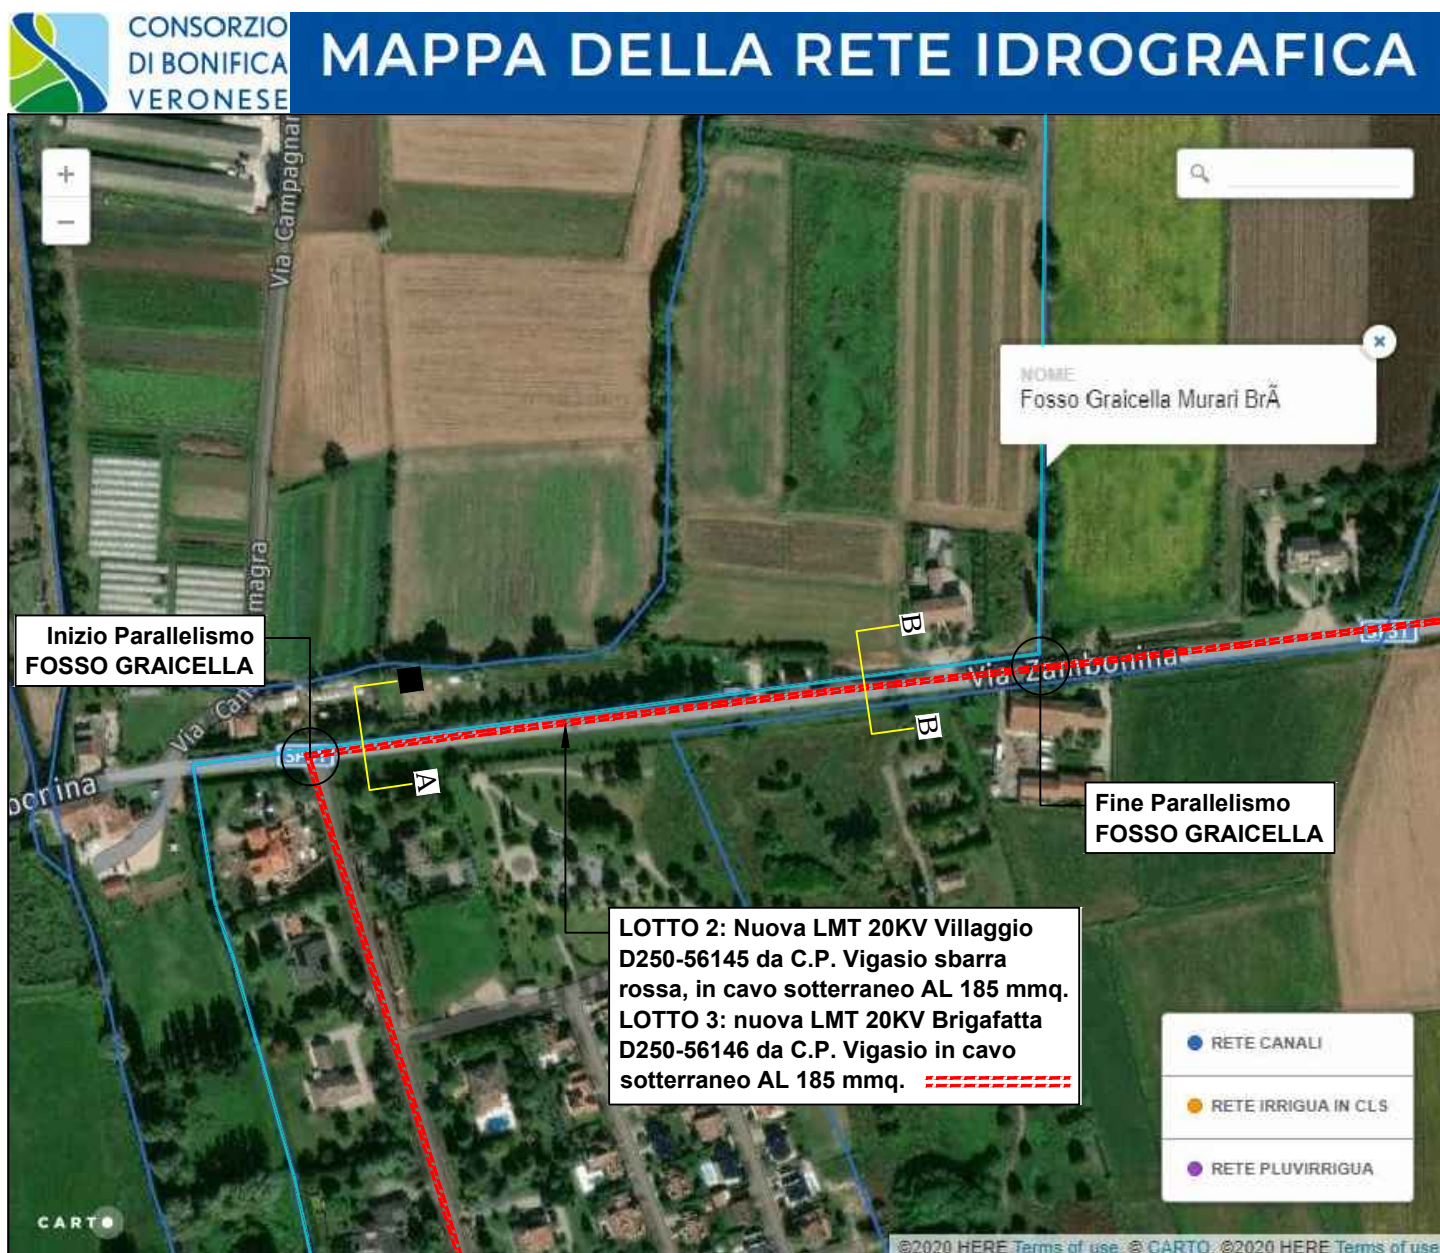 CONSORZIO
DI BONIFICA
VERONESE
MAPPA DELLA RETE IDROGRAFICA
+
−
Via Campagnar
NOME
Fosso Graicella Murari BrÃ
magra
Inizio Parallelismo
FOSSO GRAICELLA
B
B
A
Via Zambonina
Via Cam
bonina
Fine Parallelismo
FOSSO GRAICELLA
LOTTO 2: Nuova LMT 20KV Villaggio
D250-56145 da C.P. Vigasio sbarra
rossa, in cavo sotterraneo AL 185 mmq.
LOTTO 3: nuova LMT 20KV Brigafatta
D250-56146 da C.P. Vigasio in cavo
sotterraneo AL 185 mmq.
RETE CANALI
RETE IRRIGUA IN CLS
RETE PLUVIRRIGUA
CARTO
©2020 HERE Terms of use, © CARTO, ©2020 HERE Terms of use